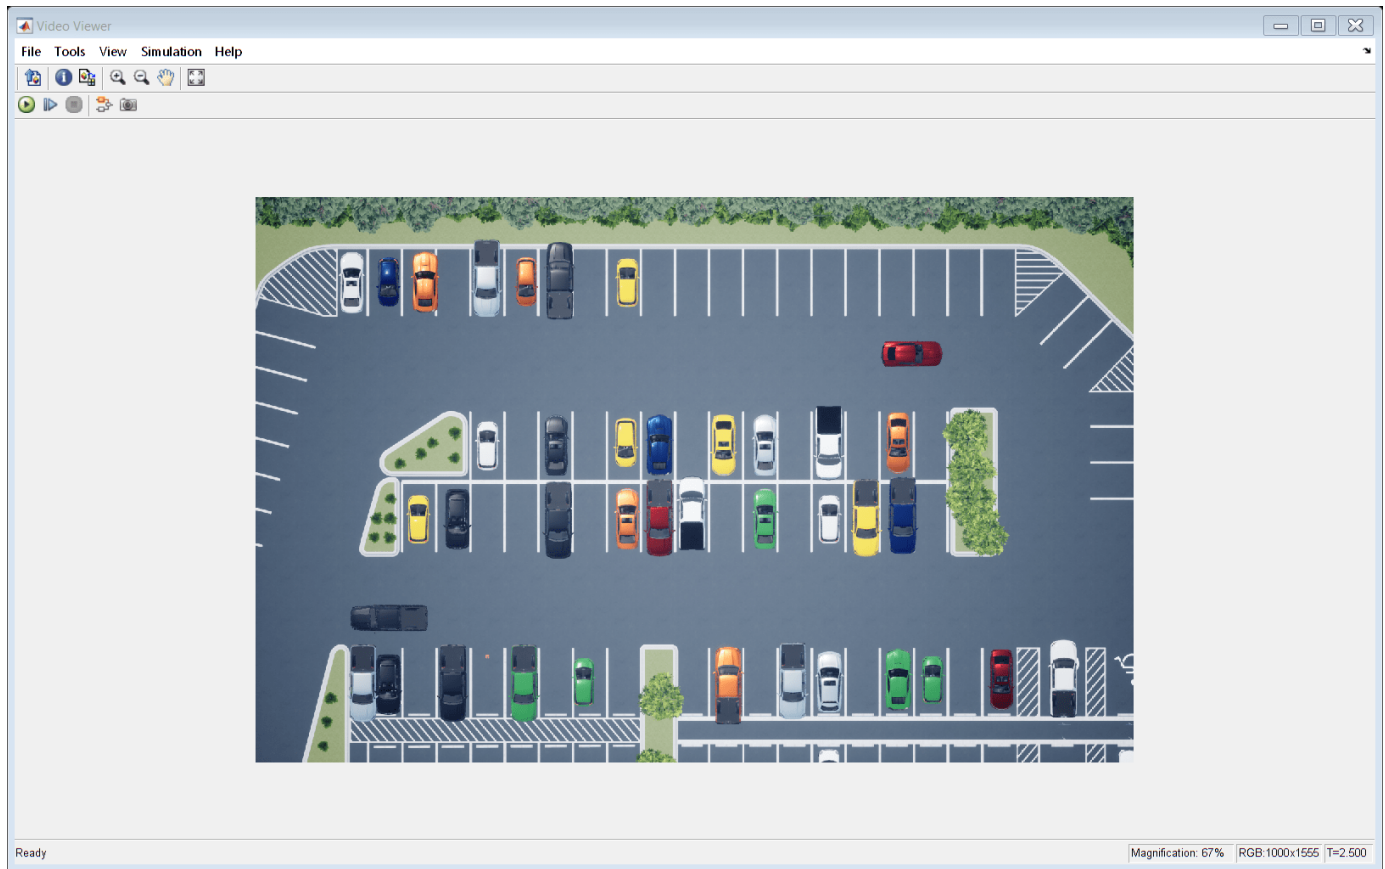 Video Viewer
File Tools View Simulation Help
Ready
Magnification: 67% RGB:1000x1555 T=2.500